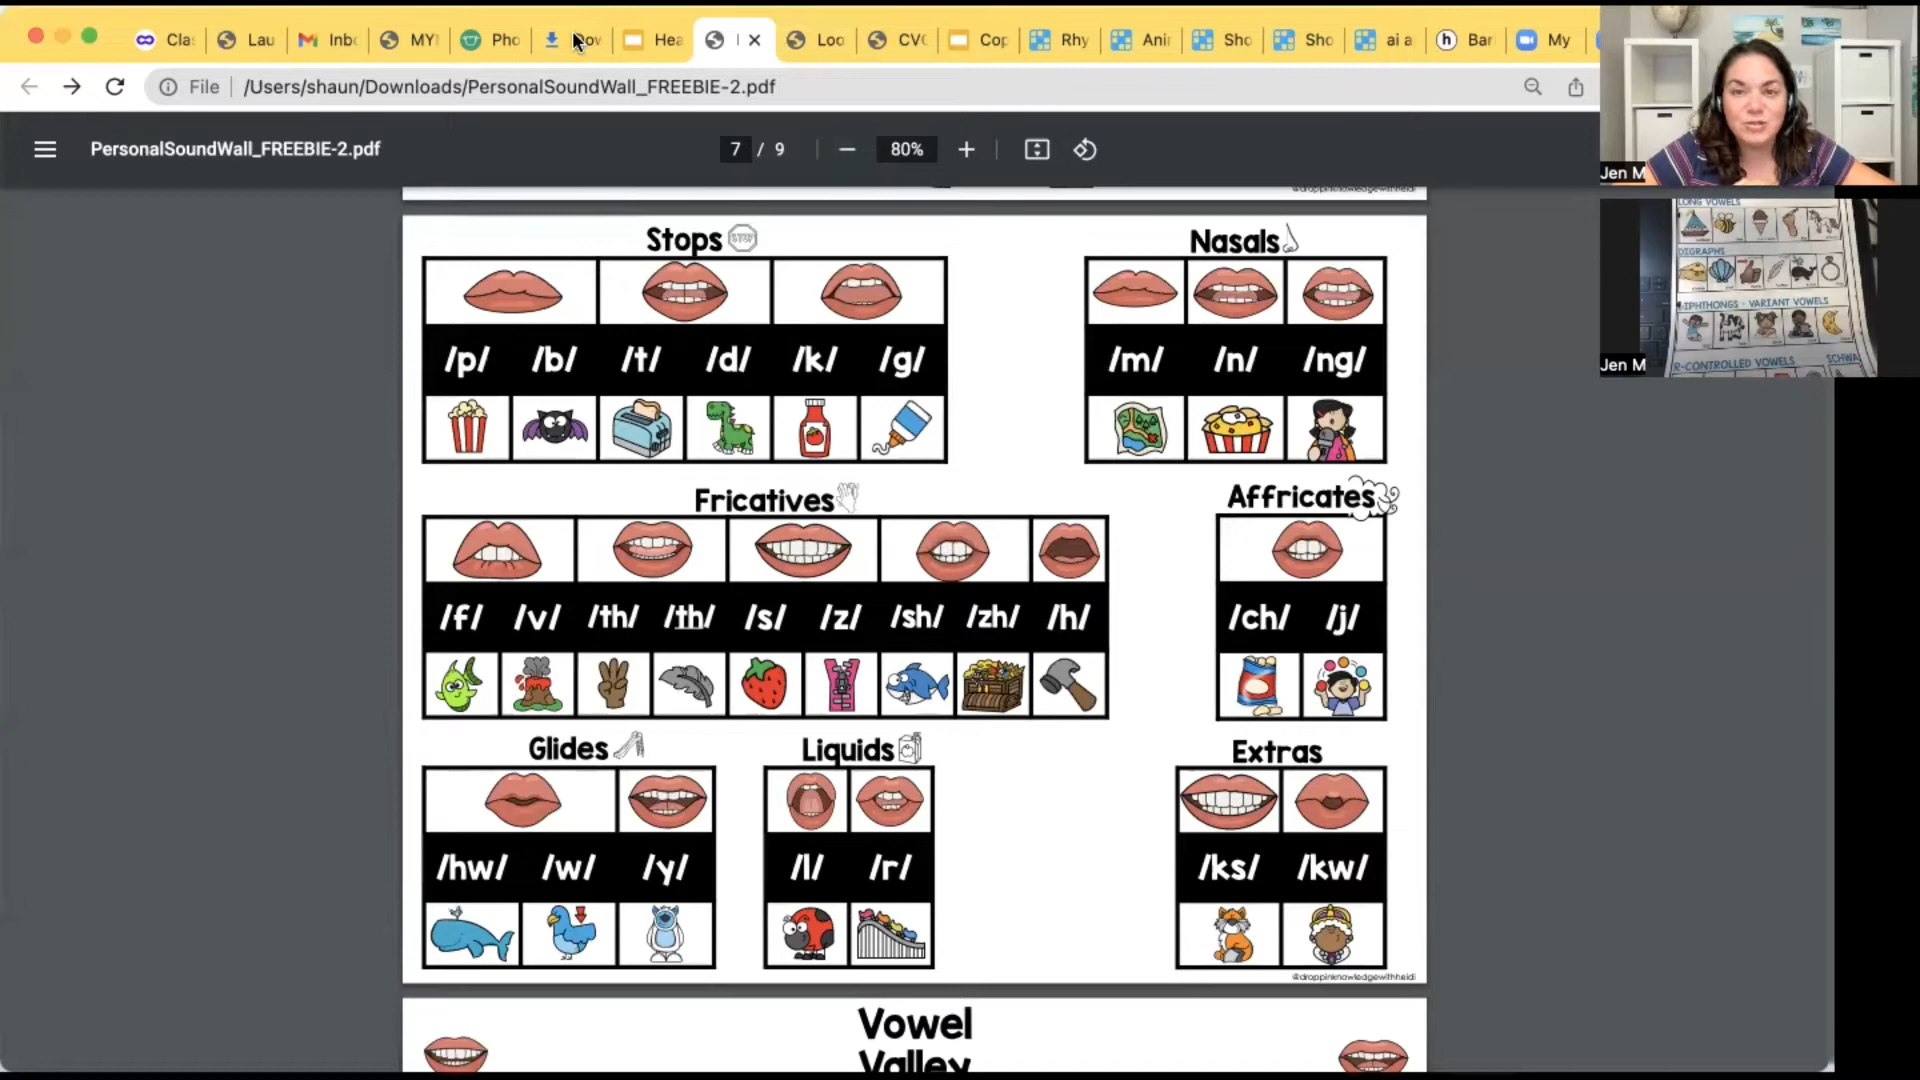 Cla
Lau
Inb
MY
Pho
Hea
Loo
CV
Cop
Rhy
Ani
Sho
Sho
ai a
Bar
My
File
/Users/shaun/Downloads/PersonalSoundWall_FREEBIE-2.pdf
PersonalSoundWall_FREEBIE-2.pdf
7 / 9
80%
Jen M
LONG VOWELS
DIGRAPHS
DIPHTHONGS - VARIANT VOWELS
R-CONTROLLED VOWELS SCHWA
Jen M
@droppinknowledgewithheidi
Stops
/p/ /b/ /t/ /d/ /k/ /g/
Nasals
/m/ /n/ /ng/
Fricatives
/f/ /v/ /th/ /th/ /s/ /z/ /sh/ /zh/ /h/
Affricates
/ch/ /j/
Glides
/hw/ /w/ /y/
Liquids
/l/ /r/
Extras
/ks/ /kw/
@droppinknowledgewithheidi
Vowel
Valley